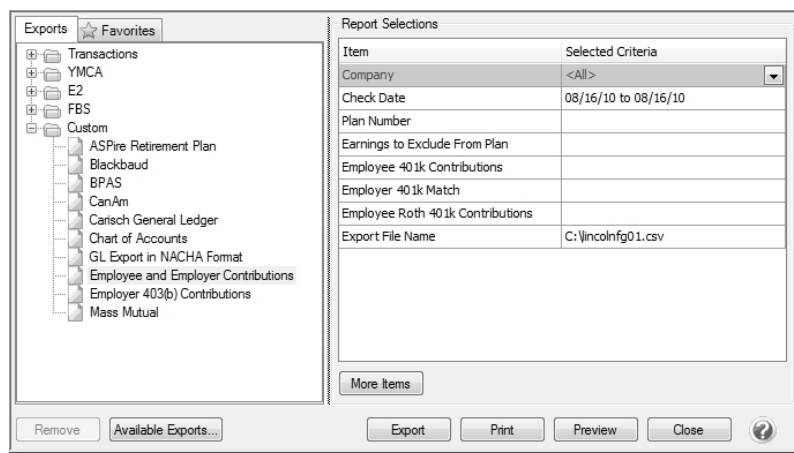 Exports Favorites
Transactions
YMCA
E2
FBS
Custom
ASPire Retirement Plan
Blackbaud
BPAS
CanAm
Carisch General Ledger
Chart of Accounts
GL Export in NACHA Format
Employee and Employer Contributions
Employer 403(b) Contributions
Mass Mutual
Report Selections
Item Selected Criteria
Company <All>
Check Date 08/16/10 to 08/16/10
Plan Number
Earnings to Exclude From Plan
Employee 401k Contributions
Employer 401k Match
Employee Roth 401k Contributions
Export File Name C:\lincolnfg01.csv
More Items
Remove Available Exports... Export Print Preview Close ?